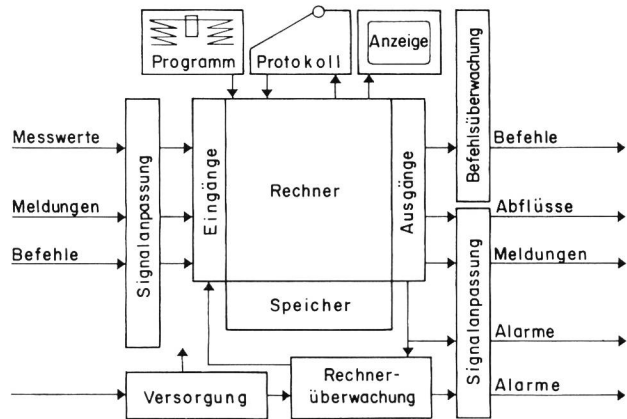 Programm
Protokoll
Anzeige
Messwerte
Meldungen
Befehle
Signalanpassung
Eingänge
Rechner
Ausgänge
Speicher
Befehlsüberwachung
Signalanpassung
Befehle
Abflüsse
Meldungen
Alarme
Alarme
Versorgung
Rechner-
überwachung